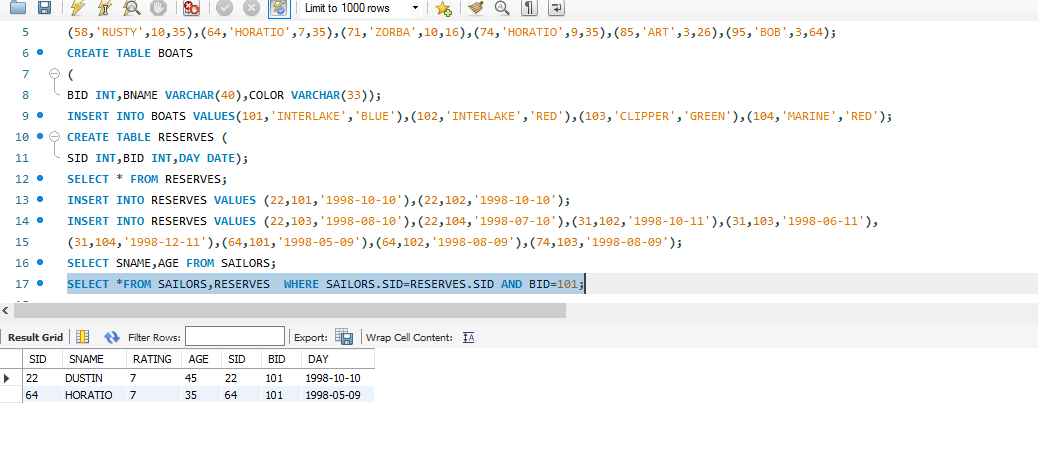 Limit to 1000 rows
5 (58,'RUSTY',10,35),(64,'HORATIO',7,35),(71,'ZORBA',10,16),(74,'HORATIO',9,35),(85,'ART',3,26),(95,'BOB',3,64);
6 CREATE TABLE BOATS
7 (
8 BID INT,BNAME VARCHAR(40),COLOR VARCHAR(33));
9 INSERT INTO BOATS VALUES(101,'INTERLAKE','BLUE'),(102,'INTERLAKE','RED'),(103,'CLIPPER','GREEN'),(104,'MARINE','RED');
10 CREATE TABLE RESERVES (
11 SID INT,BID INT,DAY DATE);
12 SELECT * FROM RESERVES;
13 INSERT INTO RESERVES VALUES (22,101,'1998-10-10'),(22,102,'1998-10-10');
14 INSERT INTO RESERVES VALUES (22,103,'1998-08-10'),(22,104,'1998-07-10'),(31,102,'1998-10-11'),(31,103,'1998-06-11'),
15 (31,104,'1998-12-11'),(64,101,'1998-05-09'),(64,102,'1998-08-09'),(74,103,'1998-08-09');
16 SELECT SNAME,AGE FROM SAILORS;
17 SELECT *FROM SAILORS,RESERVES  WHERE SAILORS.SID=RESERVES.SID AND BID=101;
Result Grid Filter Rows: Export: Wrap Cell Content:
SID SNAME RATING AGE SID BID DAY
22 DUSTIN 7 45 22 101 1998-10-10
64 HORATIO 7 35 64 101 1998-05-09